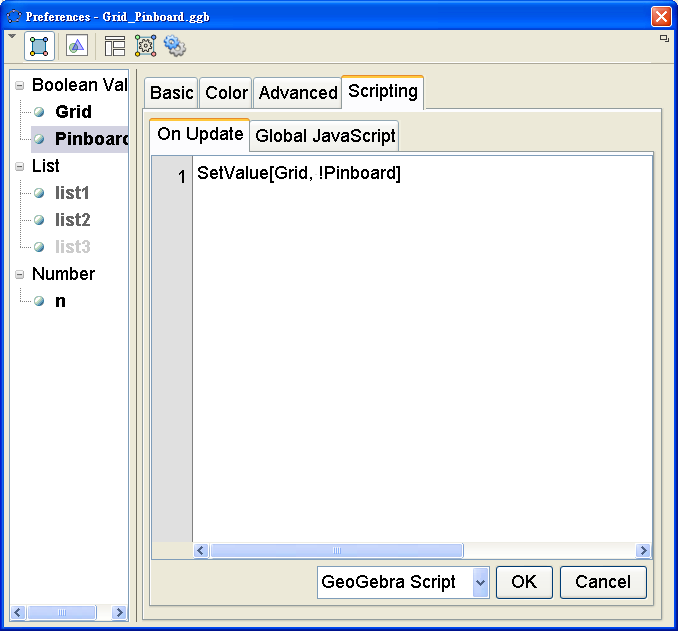 Preferences - Grid_Pinboard.ggb
Boolean Val
Grid
Pinboard
List
list1
list2
list3
Number
n
Basic Color Advanced Scripting
On Update Global JavaScript
1 SetValue[Grid, !Pinboard]
GeoGebra Script OK Cancel